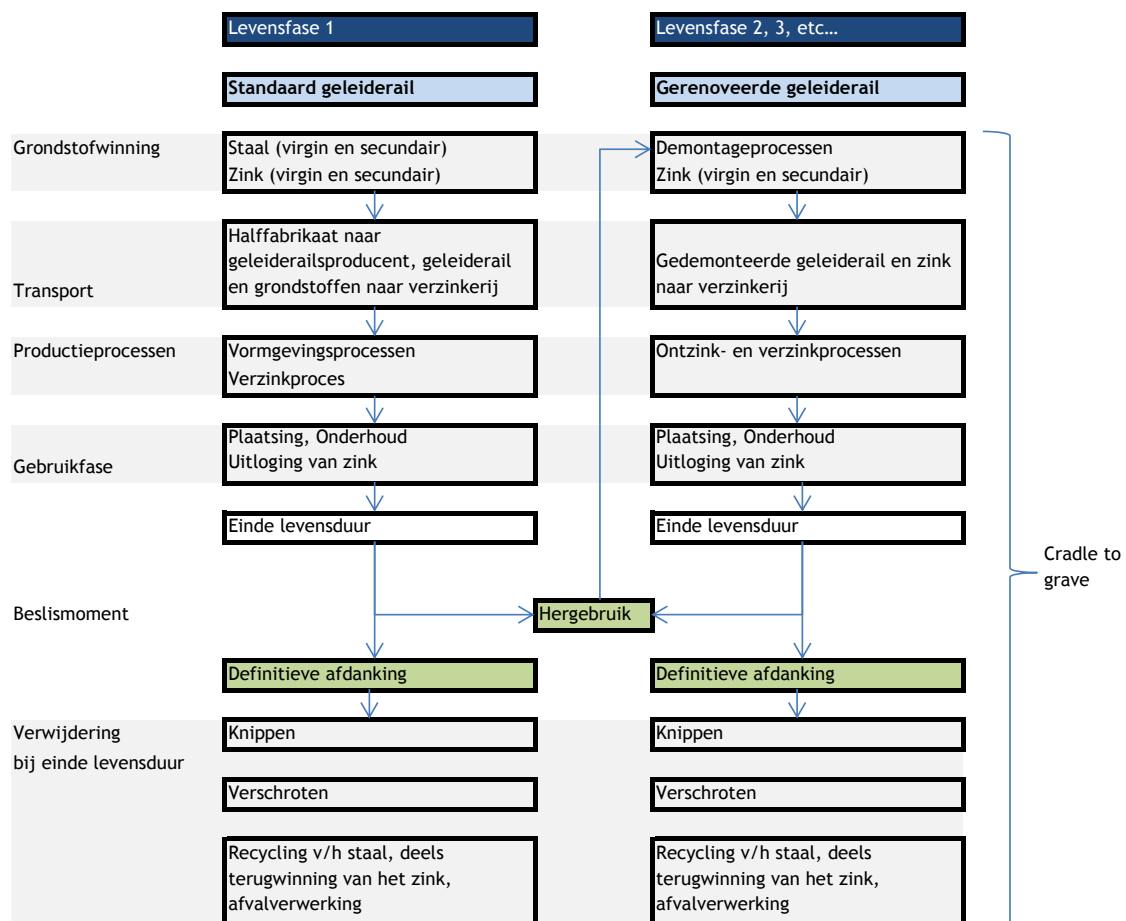 Levensfase 1
Levensfase 2, 3, etc…
Standaard geleiderail
Gerenoveerde geleiderail
Grondstofwinning
Staal (virgin en secundair)
Zink (virgin en secundair)
Demontageprocessen
Zink (virgin en secundair)
Transport
Halffabrikaat naar
geleiderailsproducent, geleiderail
en grondstoffen naar verzinkerij
Gedemonteerde geleiderail en zink
naar verzinkerij
Productieprocessen
Vormgevingsprocessen
Verzinkproces
Ontzink- en verzinkprocessen
Gebruikfase
Plaatsing, Onderhoud
Uitloging van zink
Plaatsing, Onderhoud
Uitloging van zink
Einde levensduur
Einde levensduur
Cradle to
grave
Beslismoment
Hergebruik
Definitieve afdanking
Definitieve afdanking
Verwijdering
bij einde levensduur
Knippen
Knippen
Verschroten
Verschroten
Recycling v/h staal, deels
terugwinning van het zink,
afvalverwerking
Recycling v/h staal, deels
terugwinning van het zink,
afvalverwerking